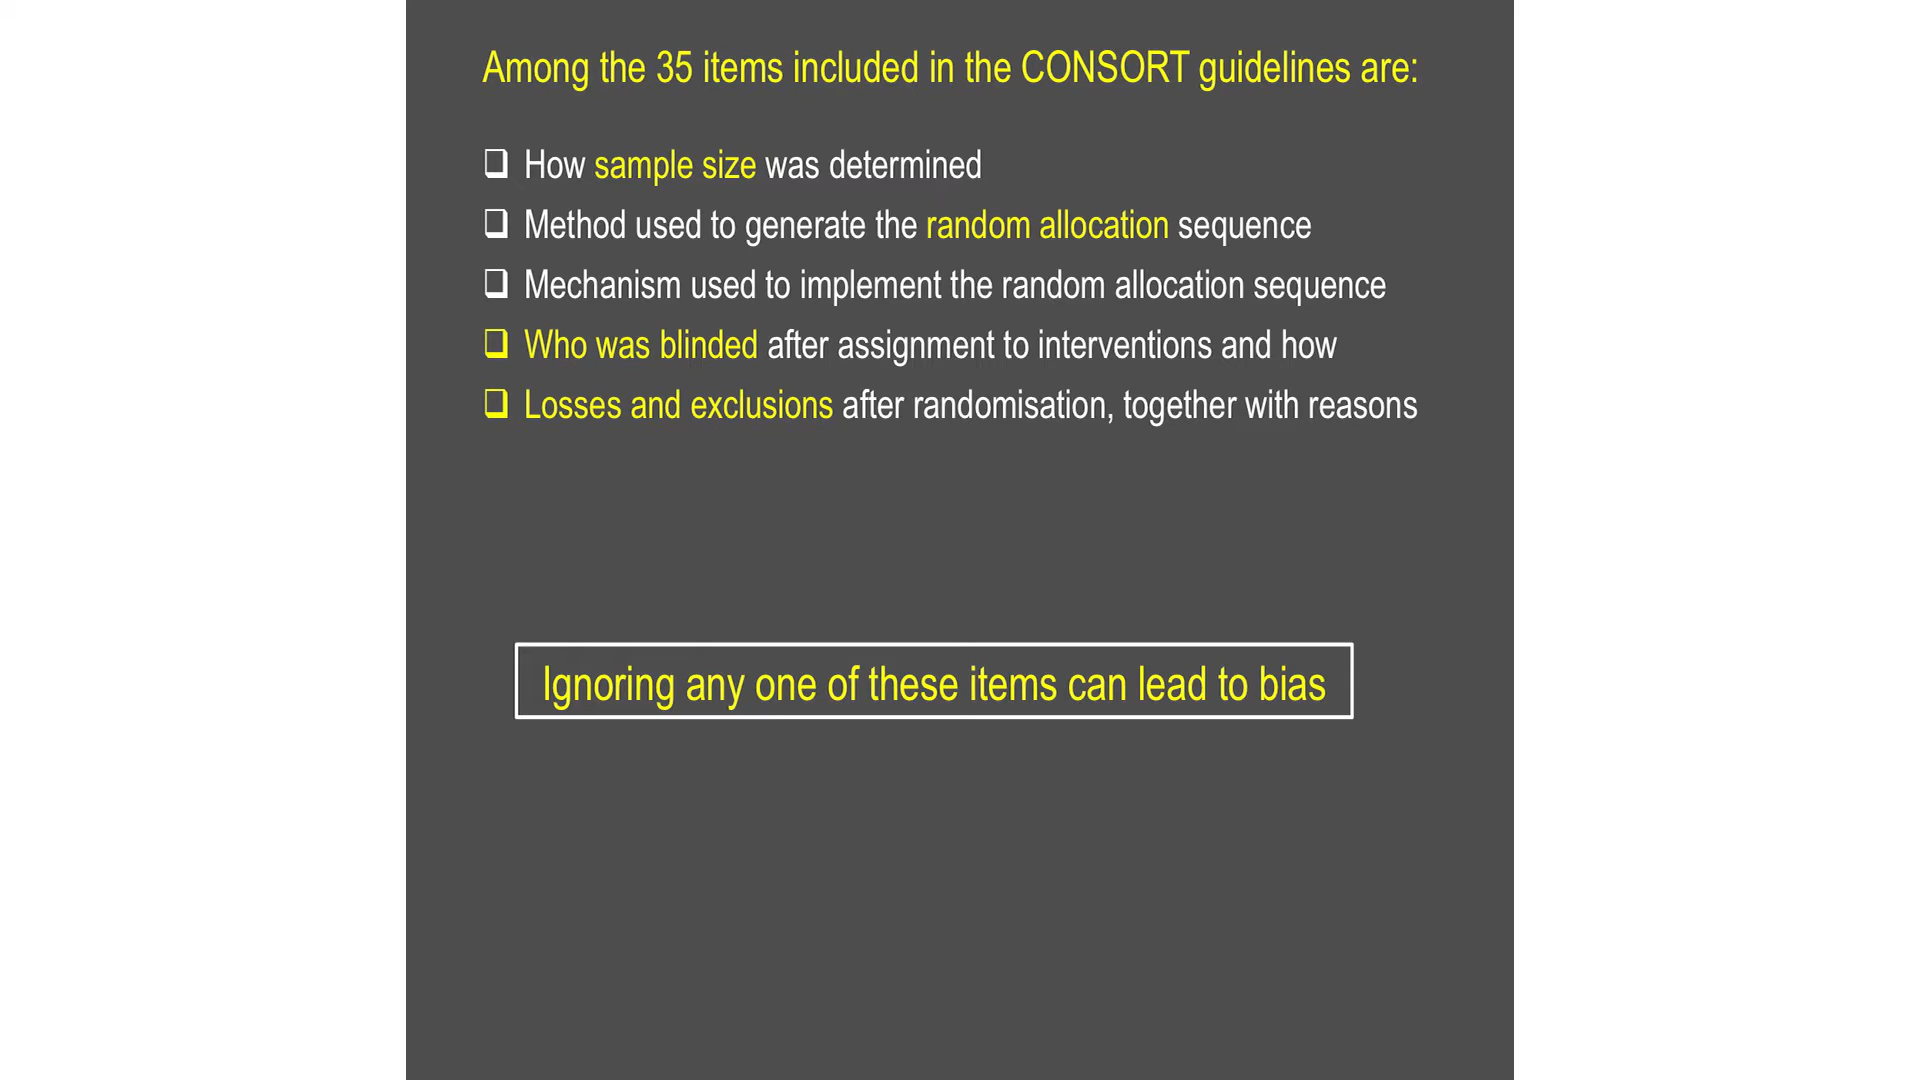 Among the 35 items included in the CONSORT guidelines are:
❑ How sample size was determined
❑ Method used to generate the random allocation sequence
❑ Mechanism used to implement the random allocation sequence
❑ Who was blinded after assignment to interventions and how
❑ Losses and exclusions after randomisation, together with reasons
Ignoring any one of these items can lead to bias